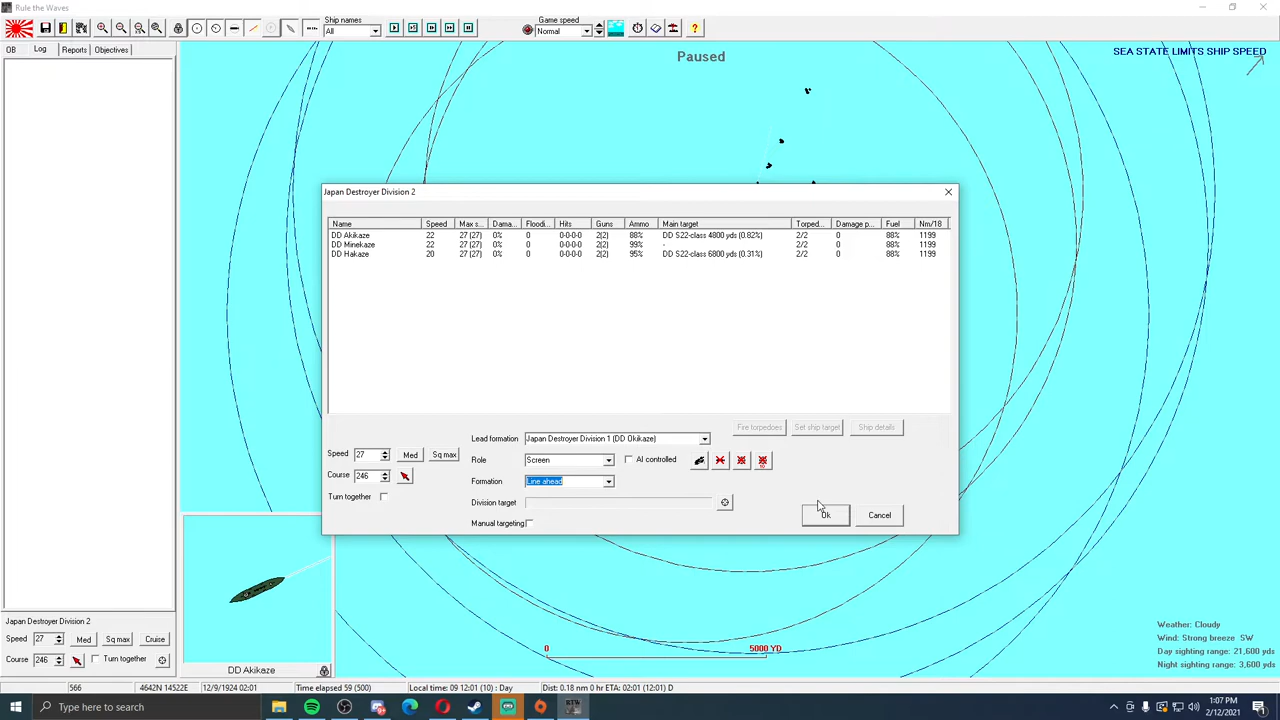 Rule the Waves
Ship names
All
Game speed
Normal
OB Log Reports Objectives
Paused
SEA STATE LIMITS SHIP SPEED
Japan Destroyer Division 2
Name Speed Max s... Dama... Floodi... Hits Guns Ammo Main target Torped... Damage p... Fuel Nm/18
DD Akikaze 22 27 (27) 0% 0 0-0-0-0 2(2) 88% DD S22-class 4800 yds (0.82%) 2/2 0 88% 1199
DD Minekaze 22 27 (27) 0% 0 0-0-0-0 2(2) 99% - 2/2 0 88% 1199
DD Hakaze 20 27 (27) 0% 0 0-0-0-0 2(2) 95% DD S22-class 6800 yds (0.31%) 2/2 0 88% 1199
Fire torpedoes Set ship target Ship details
Lead formation Japan Destroyer Division 1 (DD Okikaze)
Speed 27 Med Sq max
Role Screen AI controlled
Course 246
Formation Line ahead
Turn together
Division target
Manual targeting
Ok Cancel
Japan Destroyer Division 2
Speed 27 Med Sq max Cruise
Course 246 Turn together
DD Akikaze
0 5000 YD
Weather: Cloudy
Wind: Strong breeze SW
Day sighting range: 21,600 yds
Night sighting range: 3,600 yds
566 4642N 14522E 12/9/1924 02:01 Time elapsed 59 (500) Local time: 09 12:01 (10) : Day Dist: 0.18 nm 0 hr ETA: 02:01 (12:01) D
Type here to search
1:07 PM
2/12/2021